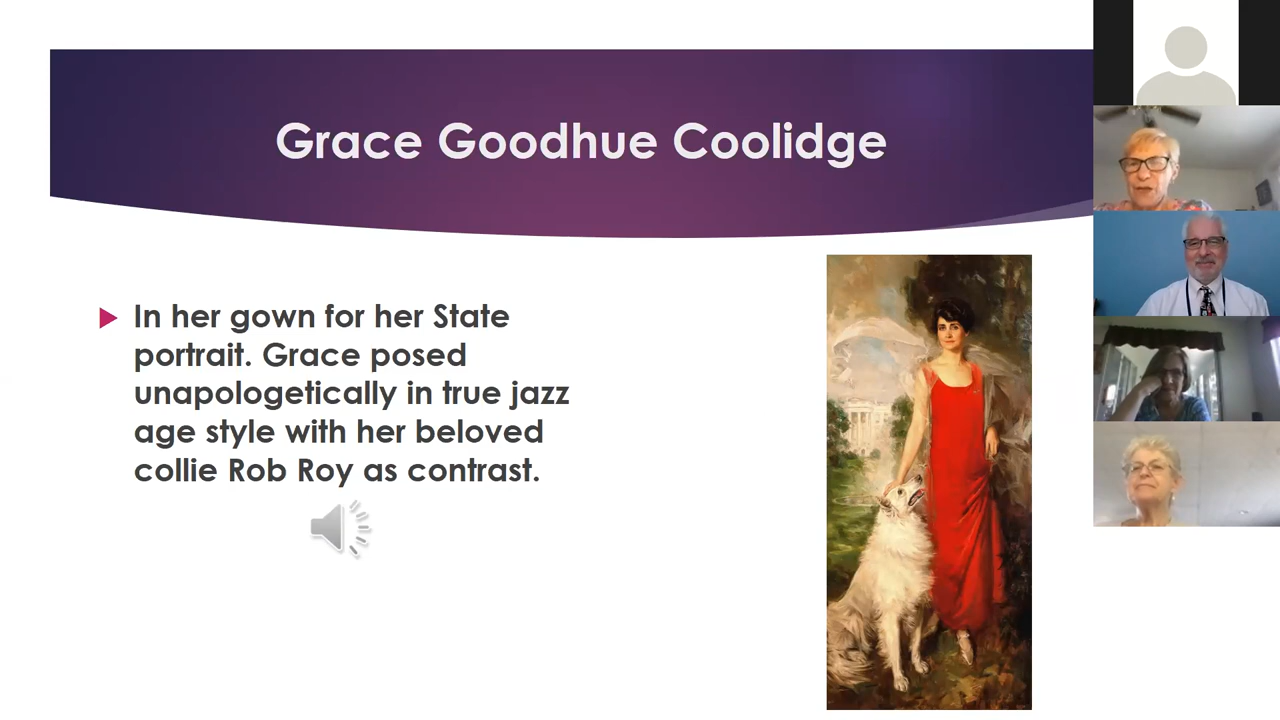 Grace Goodhue Coolidge
In her gown for her State
portrait. Grace posed
unapologetically in true jazz
age style with her beloved
collie Rob Roy as contrast.